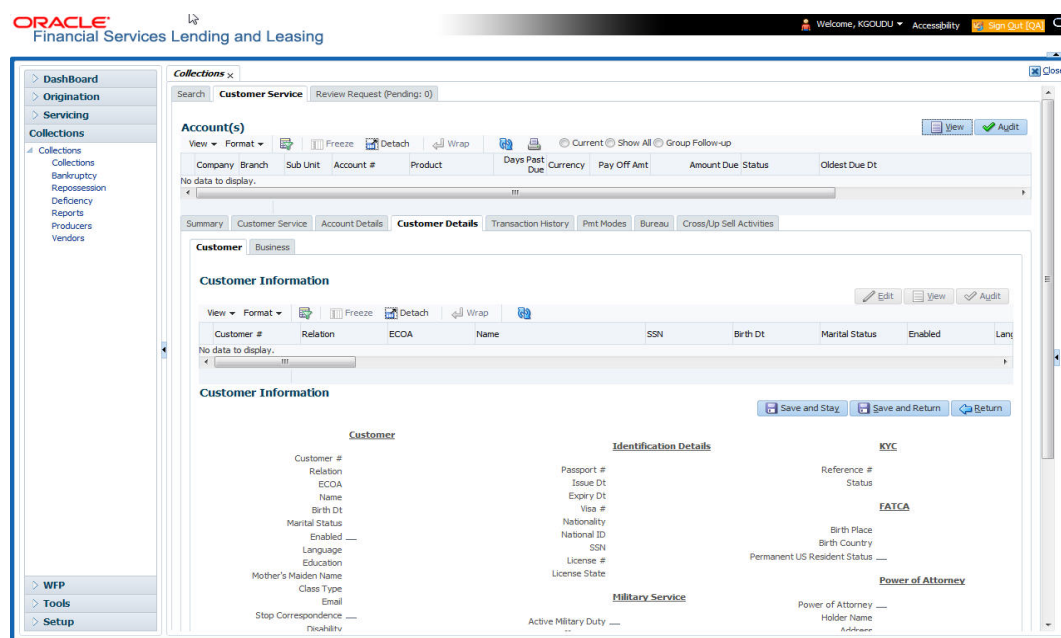 ORACLE
Financial Services Lending and Leasing
Welcome, KGOUDU Accessibility Sign Out [QA]
Close
DashBoard
Origination
Servicing
Collections
Collections
Collections
Bankruptcy
Repossession
Deficiency
Reports
Producers
Vendors
WFP
Tools
Setup
Collections
Search Customer Service Review Request (Pending: 0)
Account(s)
View Audit
View Format Freeze Detach Wrap Current Show All Group Follow-up
Company Branch Sub Unit Account # Product Days Past Due Currency Pay Off Amt Amount Due Status Oldest Due Dt
No data to display.
Summary Customer Service Account Details Customer Details Transaction History Pmt Modes Bureau Cross/Up Sell Activities
Customer Business
Customer Information
Edit View Audit
View Format Freeze Detach Wrap
Customer # Relation ECOA Name SSN Birth Dt Marital Status Enabled Lang
No data to display.
Customer Information
Save and Stay Save and Return Return
Customer
Customer #
Relation
ECOA
Name
Birth Dt
Marital Status
Enabled
Language
Education
Mother's Maiden Name
Class Type
Email
Stop Correspondence
Disability
Identification Details
Passport #
Issue Dt
Expiry Dt
Visa #
Nationality
National ID
SSN
License #
License State
Military Service
Active Military Duty
KYC
Reference #
Status
FATCA
Birth Place
Birth Country
Permanent US Resident Status
Power of Attorney
Power of Attorney
Holder Name
Address